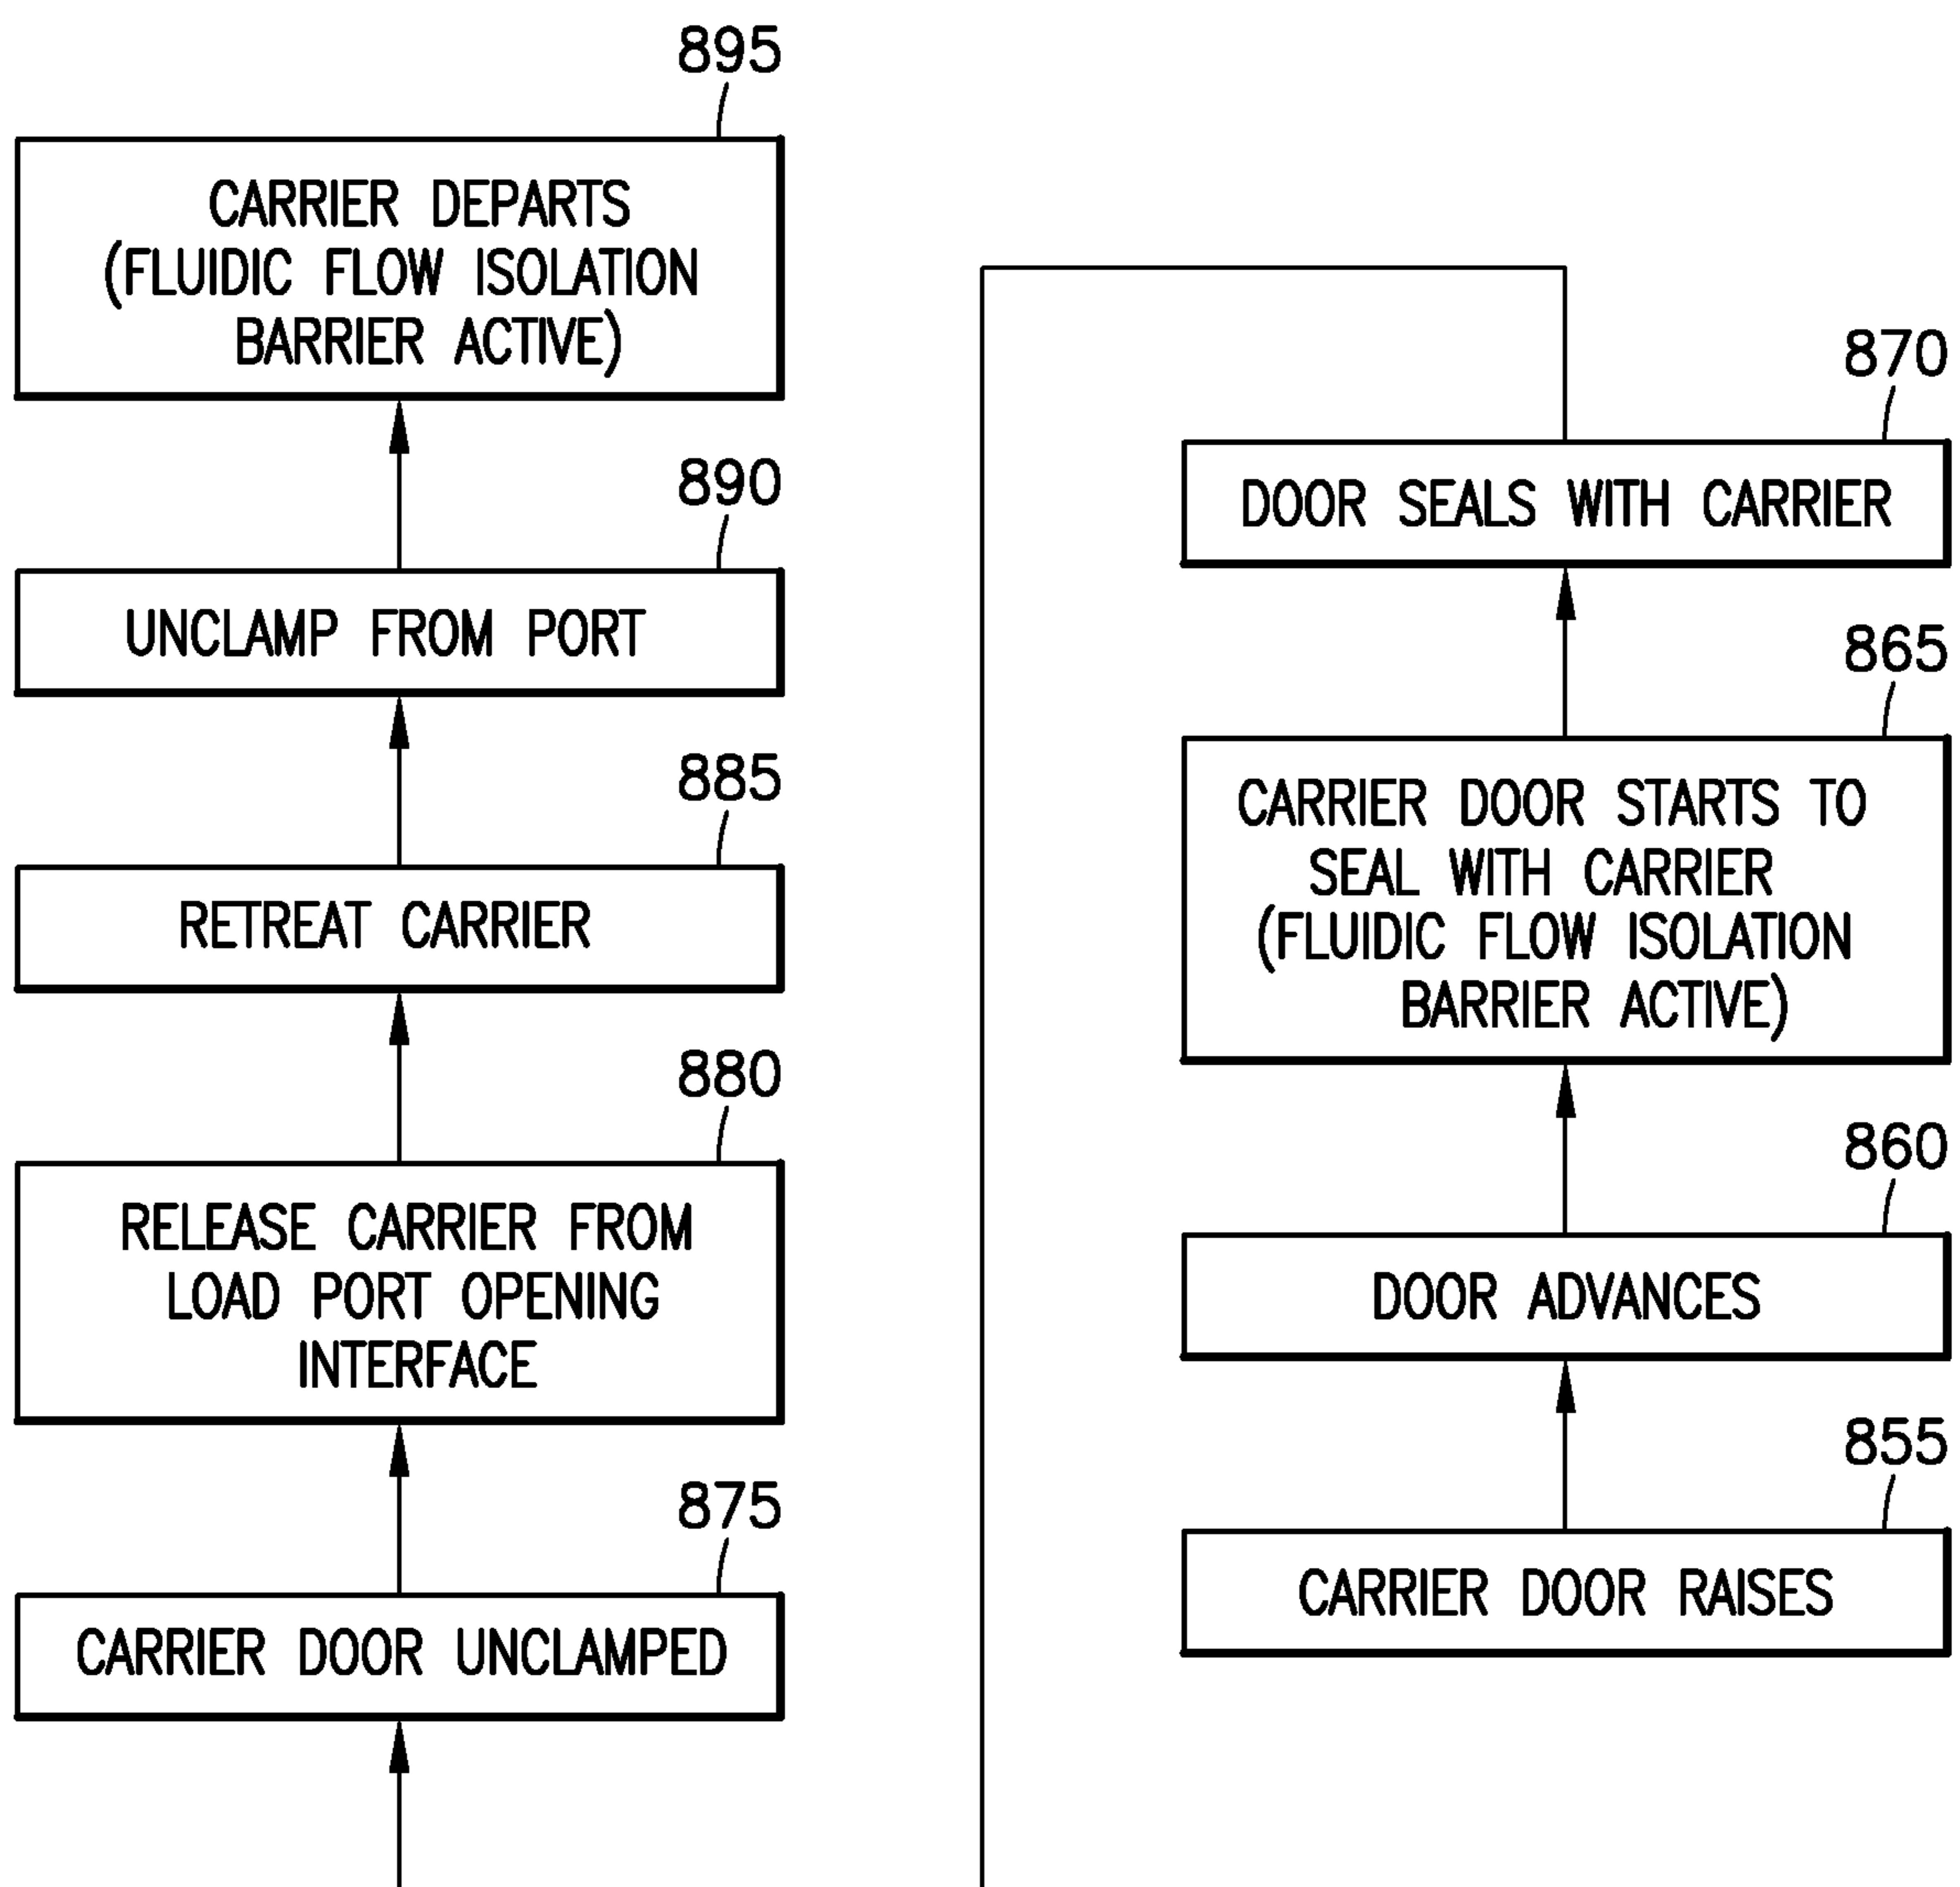 895
CARRIER DEPARTS
(FLUIDIC FLOW ISOLATION
BARRIER ACTIVE)
890
UNCLAMP FROM PORT
885
RETREAT CARRIER
880
RELEASE CARRIER FROM
LOAD PORT OPENING
INTERFACE
875
CARRIER DOOR UNCLAMPED
870
DOOR SEALS WITH CARRIER
865
CARRIER DOOR STARTS TO
SEAL WITH CARRIER
(FLUIDIC FLOW ISOLATION
BARRIER ACTIVE)
860
DOOR ADVANCES
855
CARRIER DOOR RAISES